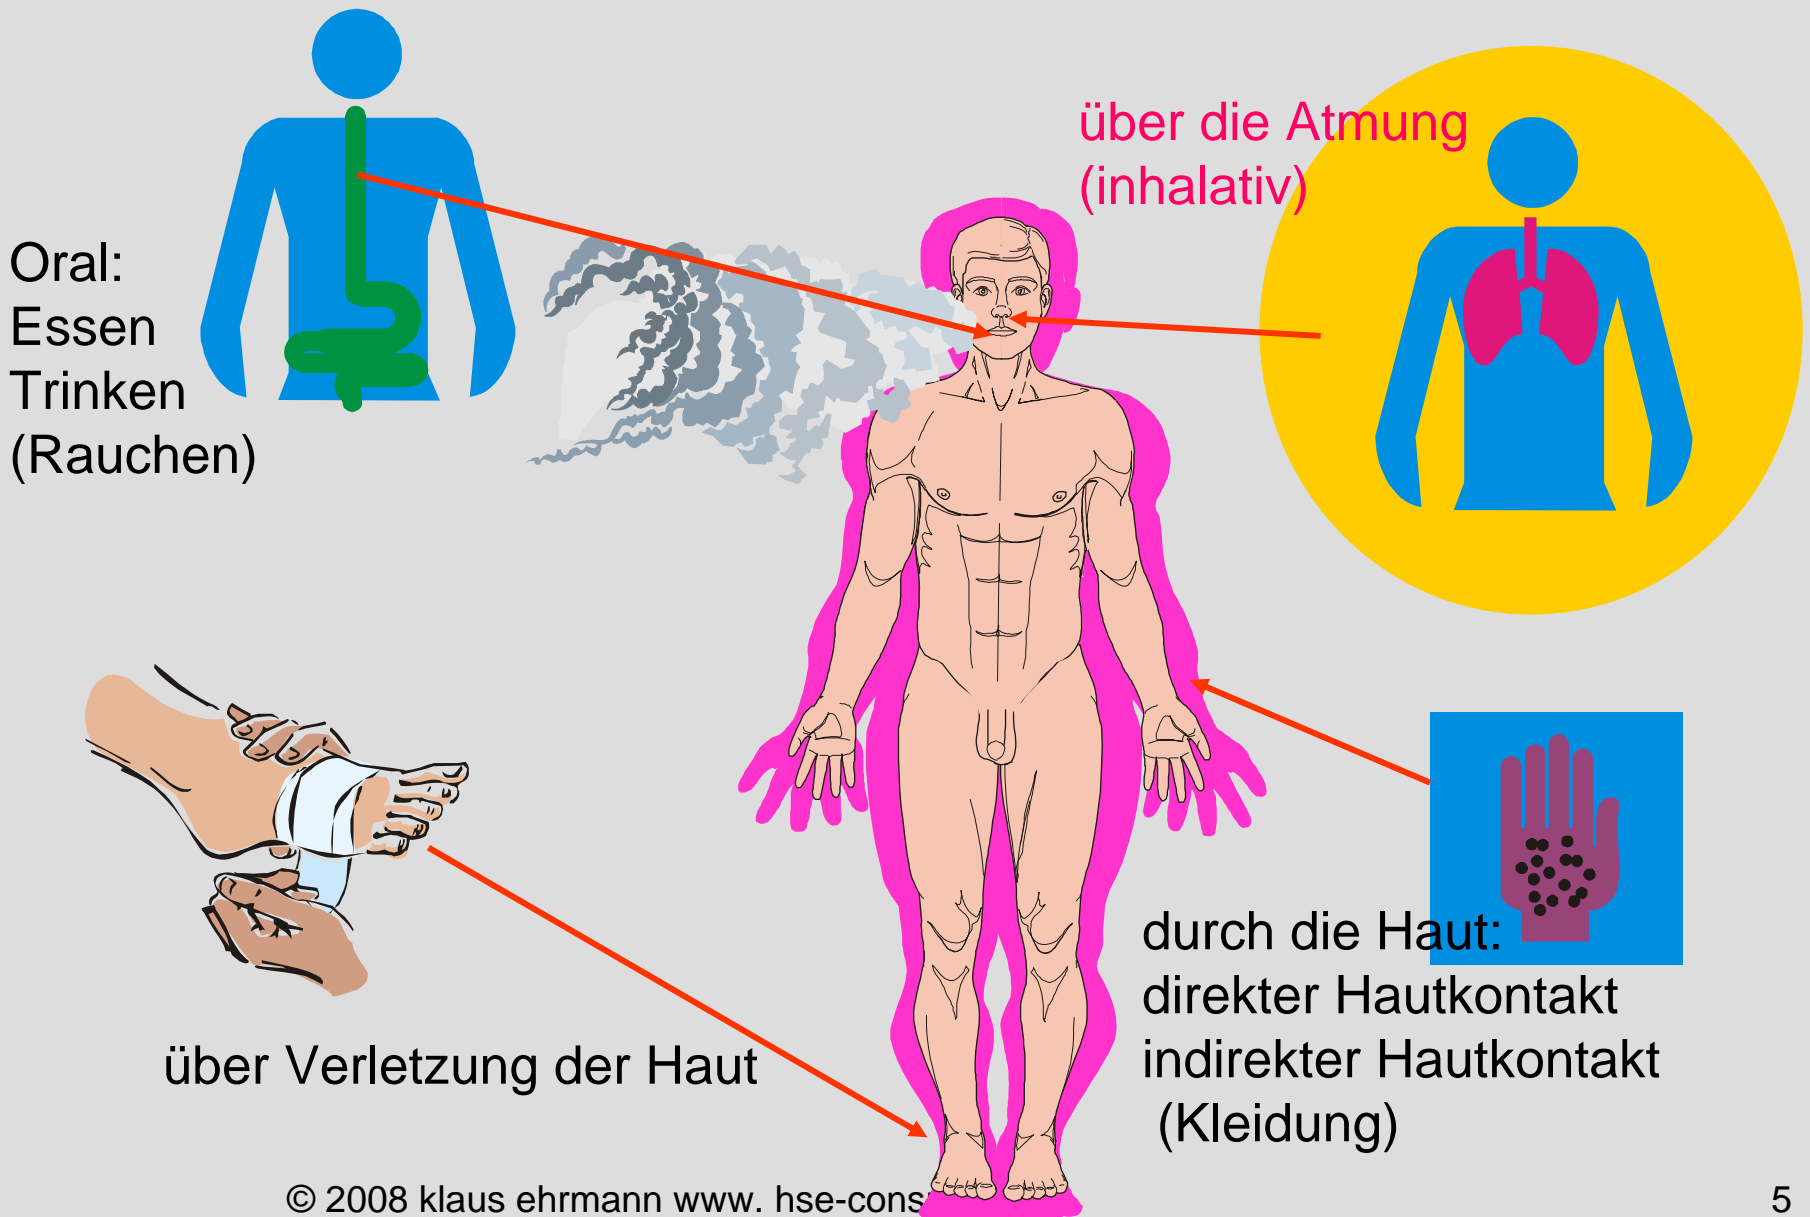 Oral:
Essen
Trinken
(Rauchen)
über die Atmung
(inhalativ)
über Verletzung der Haut
durch die Haut:
direkter Hautkontakt
indirekter Hautkontakt
(Kleidung)
© 2008 klaus ehrmann www. hse-cons
5